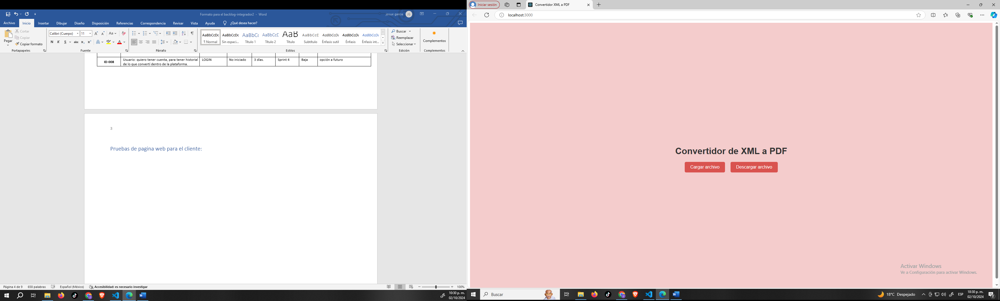 Formato para el backlog-integrador2 - Word
josue garcia
JG
Archivo
Inicio
Insertar
Dibujar
Diseño
Disposición
Referencias
Correspondencia
Revisar
Vista
Ayuda
¿Qué desea hacer?
Pegar
Cortar
Copiar
Copiar formato
Portapapeles
Calibri (Cuerpo)
11
Aa
N K S abc x₂ x²
Fuente
Párrafo
AaBbCcDc
¶ Normal
AaBbCcDc
Sin espaci...
AaBbCc
Título 1
AaBbCcD
Título 2
AaB
Título
AaBbCcD
Subtítulo
AaBbCcDc
Énfasis sutil
AaBbCcDc
Énfasis
AaBbCcDc
Énfasis int...
Estilos
Buscar
Reemplazar
Seleccionar
Edición
Complementos
Complementos
ID-008
Usuario: quiero tener cuenta, para tener historial
de lo que convertí dentro de la plataforma.
LOGIN
No iniciado
3 días.
Sprint 4
Baja
opción a futuro
3
Pruebas de pagina web para el cliente:
Página 4 de 9
658 palabras
Español (México)
Accesibilidad: es necesario investigar
100%
10:30 p. m.
02/10/2024
Iniciar sesión
Convertidor XML a PDF
localhost:3000
Convertidor de XML a PDF
Cargar archivo
Descargar archivo
Activar Windows
Ve a Configuración para activar Windows.
Buscar
18°C Despejado
ESP
10:30 p. m.
02/10/2024
2